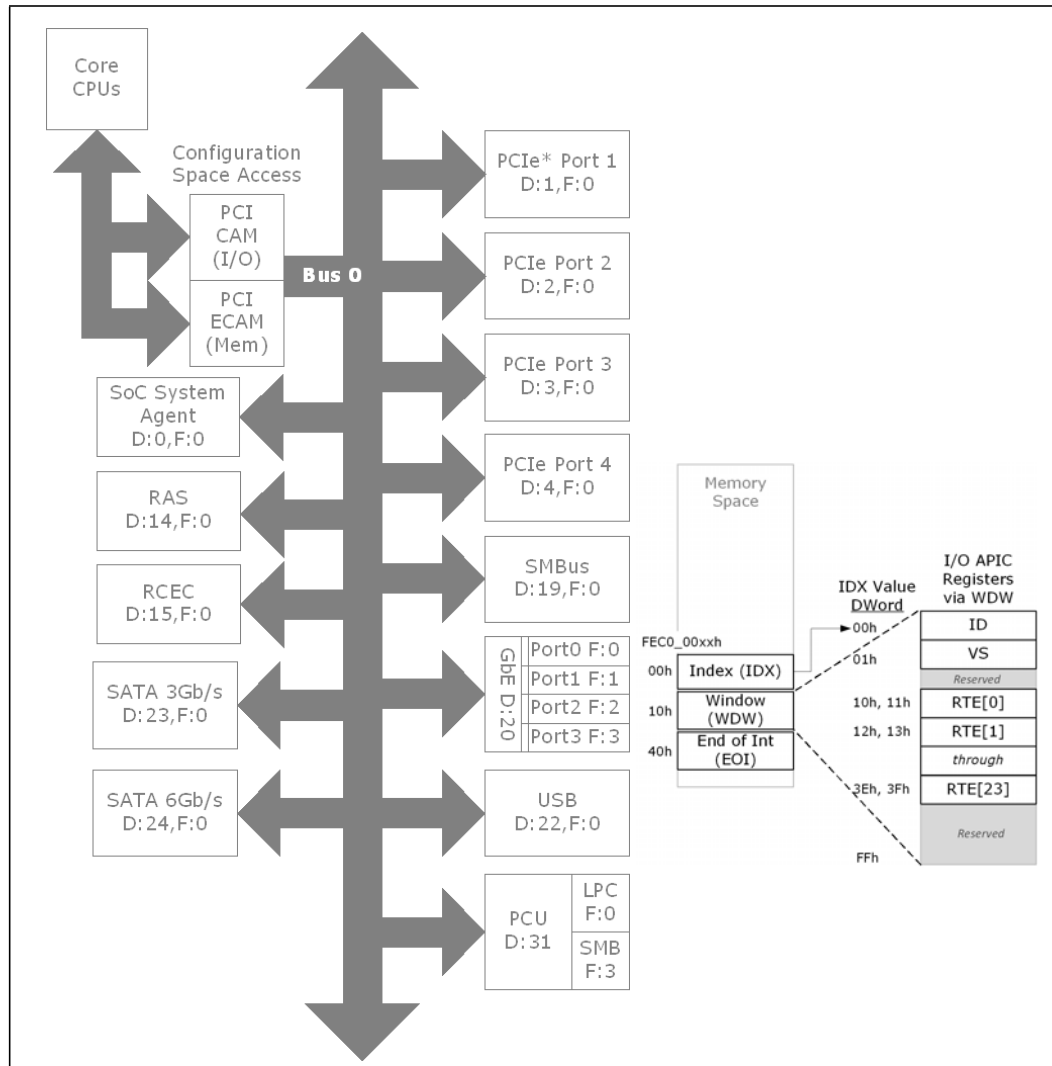 Core
CPUs
Configuration
Space Access
PCI
CAM
(I/O)
PCI
ECAM
(Mem)
Bus 0
SoC System
Agent
D:0,F:0
RAS
D:14,F:0
RCEC
D:15,F:0
SATA 3Gb/s
D:23,F:0
SATA 6Gb/s
D:24,F:0
PCIe* Port 1
D:1,F:0
PCIe Port 2
D:2,F:0
PCIe Port 3
D:3,F:0
PCIe Port 4
D:4,F:0
SMBus
D:19,F:0
GbE D:20
Port0 F:0
Port1 F:1
Port2 F:2
Port3 F:3
USB
D:22,F:0
PCU
D:31
LPC
F:0
SMB
F:3
Memory
Space
FEC0_00xxh
00h
Index (IDX)
10h
Window
(WDW)
40h
End of Int
(EOI)
IDX Value
DWord
I/O APIC
Registers
via WDW
00h
ID
01h
VS
Reserved
10h, 11h
RTE[0]
12h, 13h
RTE[1]
through
3Eh, 3Fh
RTE[23]
Reserved
FFh